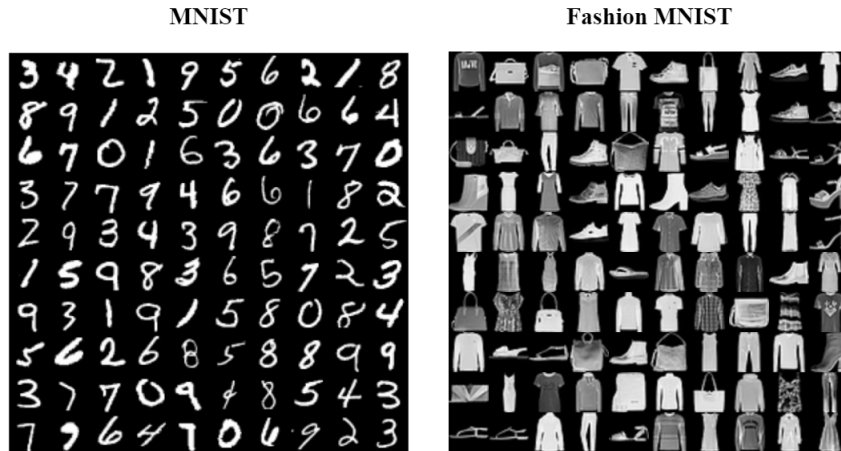 MNIST
Fashion MNIST
3 4 2 1 9 5 6 2 1 8
8 9 1 2 5 0 0 6 6 4
6 7 0 1 6 3 6 3 7 0
3 7 7 9 4 6 6 1 8 2
2 9 3 4 3 9 8 7 2 5
1 5 9 8 3 6 5 7 2 3
9 3 1 9 1 5 8 0 8 4
5 6 2 6 8 5 8 8 9 9
3 7 7 0 9 4 8 5 4 3
7 9 6 4 7 0 6 9 2 3